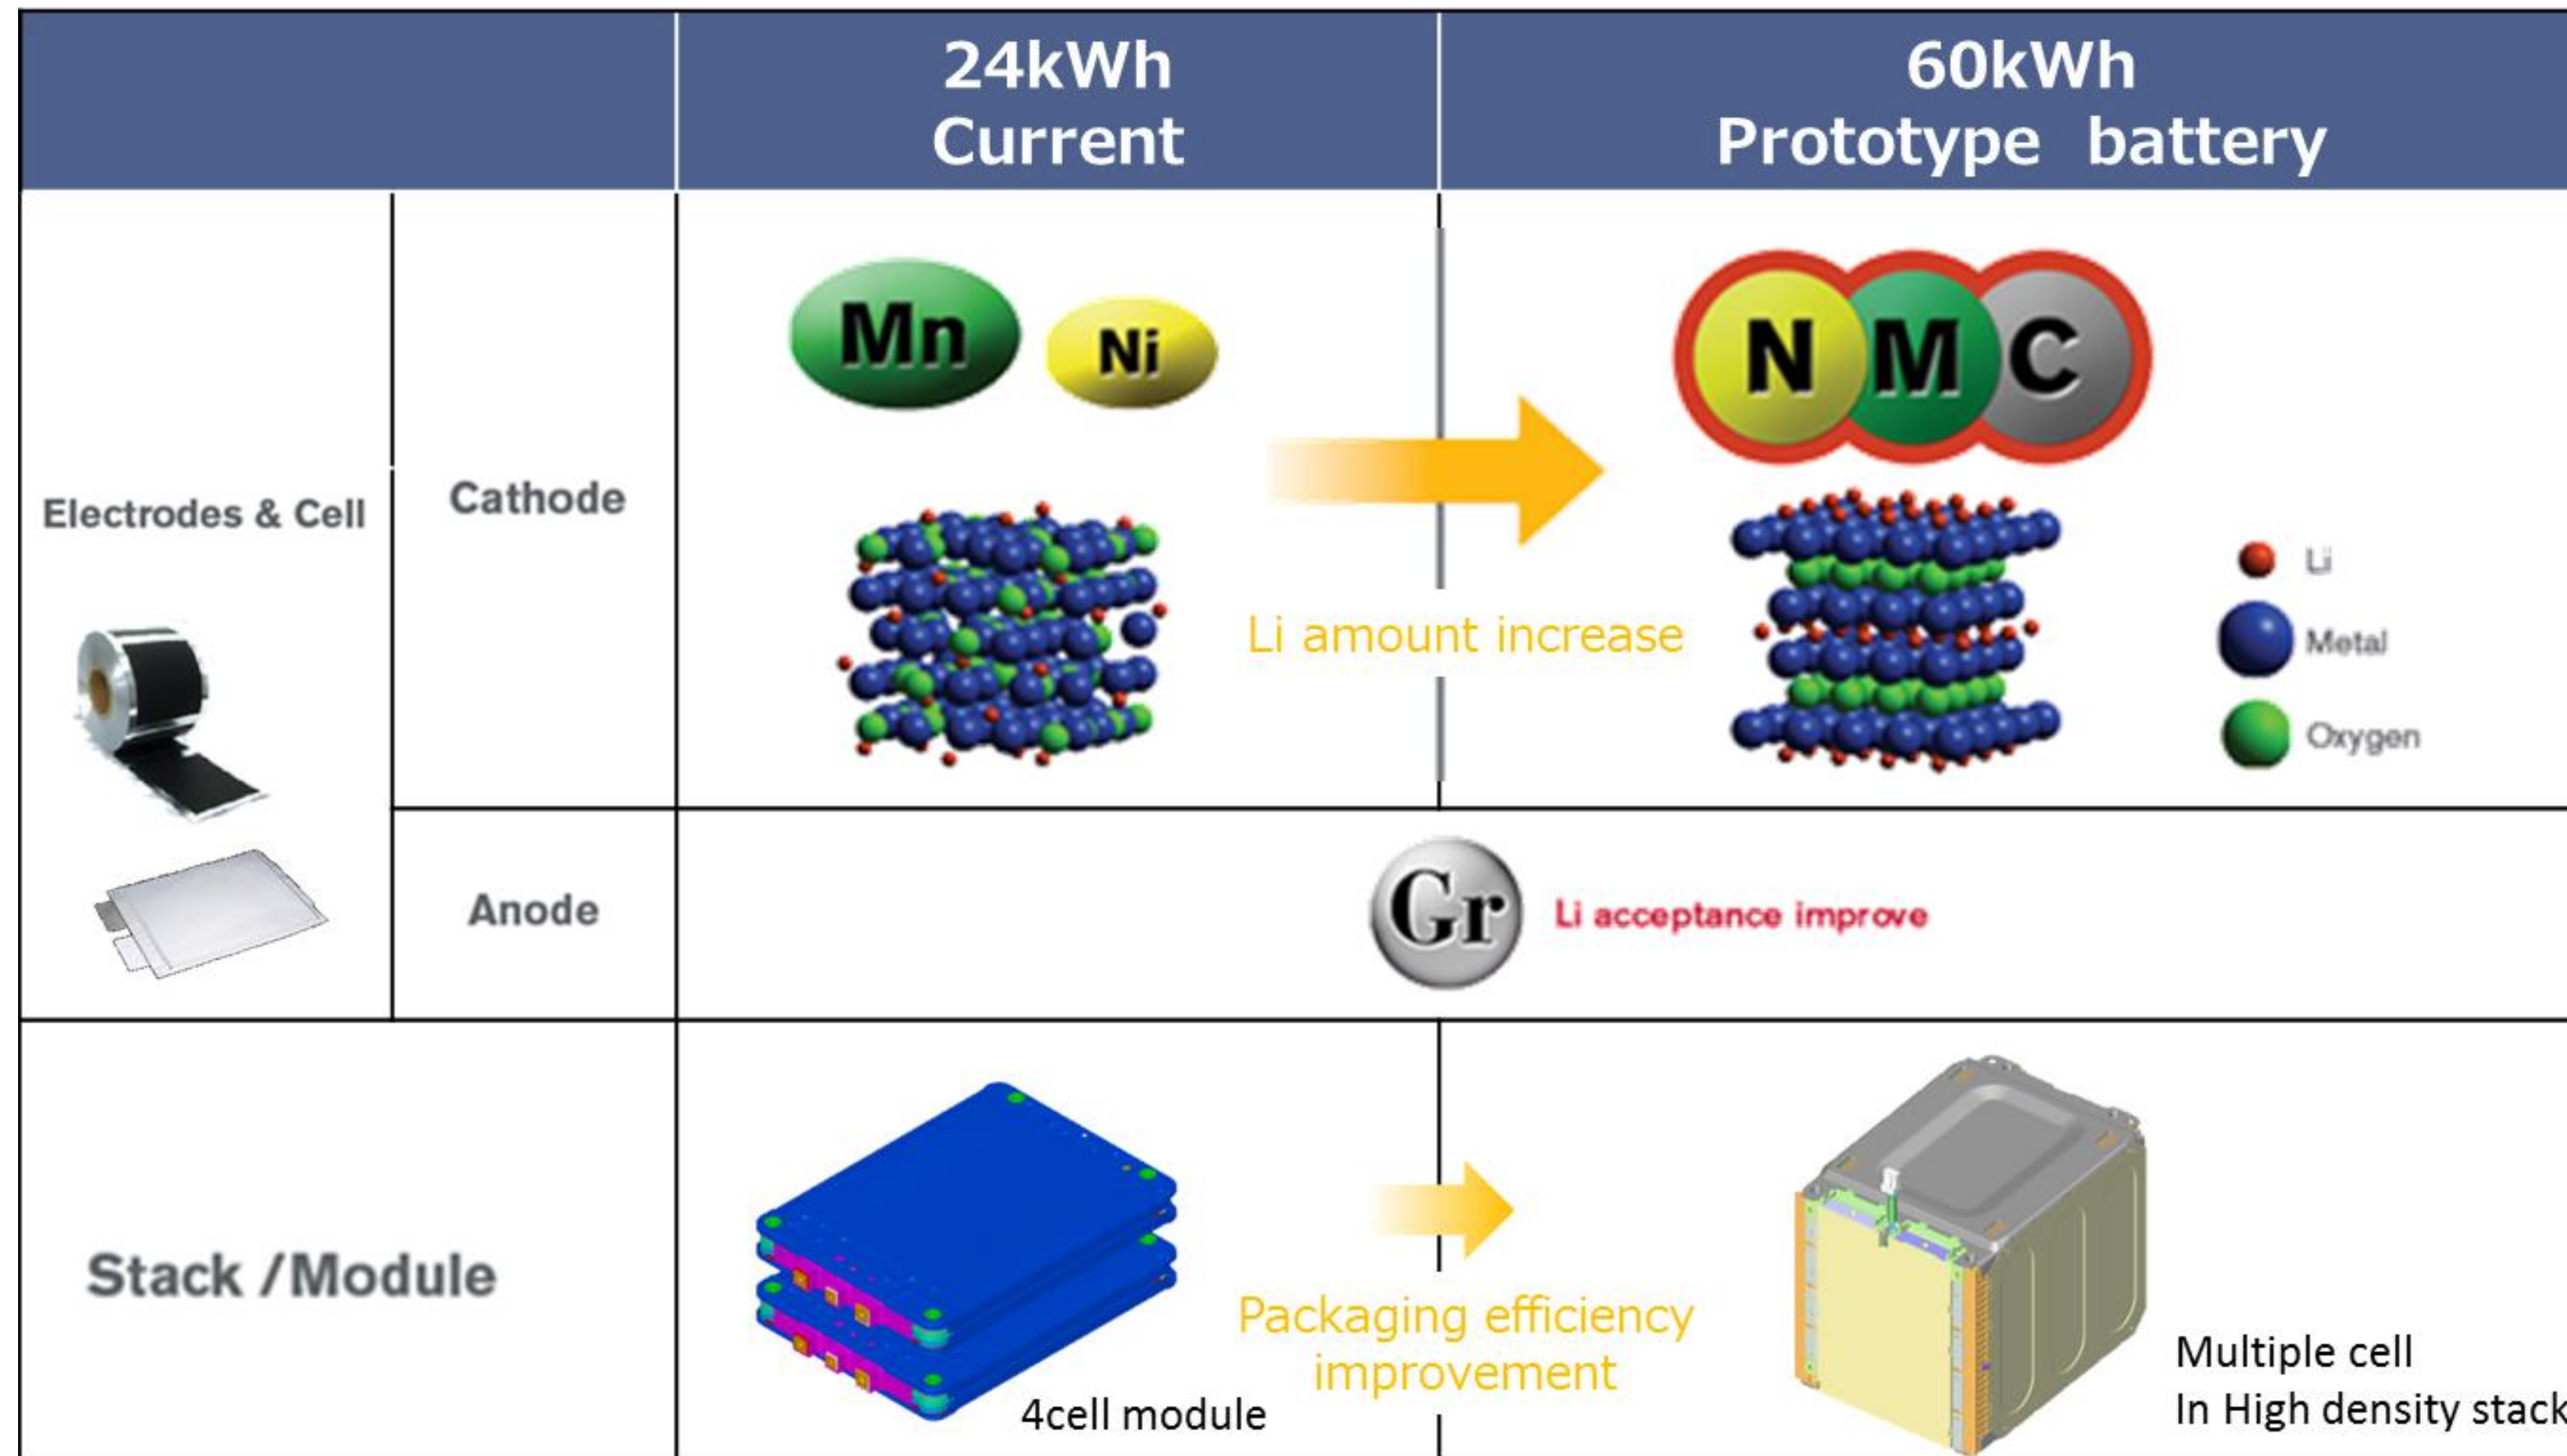 24kWh
Current
60kWh
Prototype battery
Electrodes & Cell
Cathode
Mn
Ni
N M C
Li amount increase
Li
Metal
Oxygen
Anode
Gr
Li acceptance improve
Stack /Module
4cell module
Packaging efficiency
improvement
Multiple cell
In High density stack